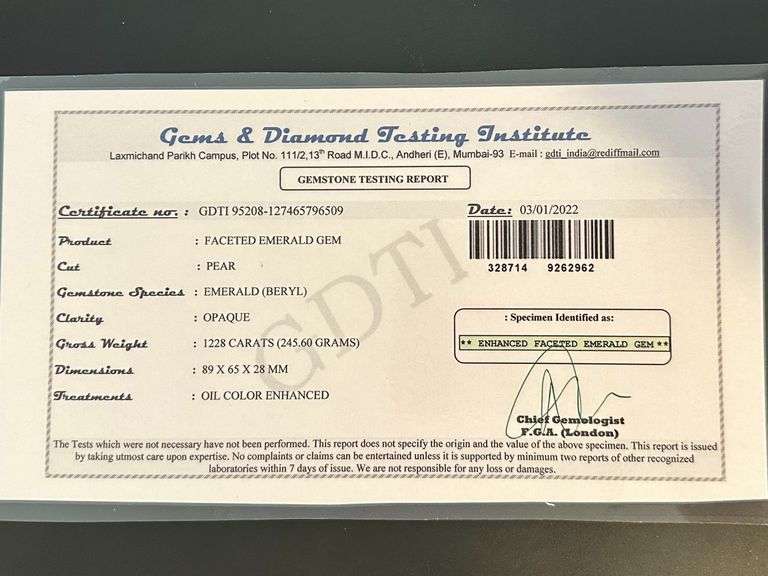 Gems & Diamond Testing Institute
Laxmichand Parikh Campus, Plot No. 111/2,13th Road M.I.D.C., Andheri (E), Mumbai-93 E-mail : gdti_india@rediffmail.com
GEMSTONE TESTING REPORT
Certificate no. : GDTI 95208-127465796509
Date: 03/01/2022
Product : FACETED EMERALD GEM
328714 9262962
Cut : PEAR
Gemstone Species : EMERALD (BERYL)
Clarity : OPAQUE
: Specimen Identified as:
Gross Weight : 1228 CARATS (245.60 GRAMS)
** ENHANCED FACETED EMERALD GEM **
Dimensions : 89 X 65 X 28 MM
Treatments : OIL COLOR ENHANCED
GDTI
Chief Gemologist
F.G.A. (London)
The Tests which were not necessary have not been performed. This report does not specify the origin and the value of the above specimen. This report is issued
by taking utmost care upon expertise. No complaints or claims can be entertained unless it is supported by minimum two reports of other recognized
laboratories within 7 days of issue. We are not responsible for any loss or damages.